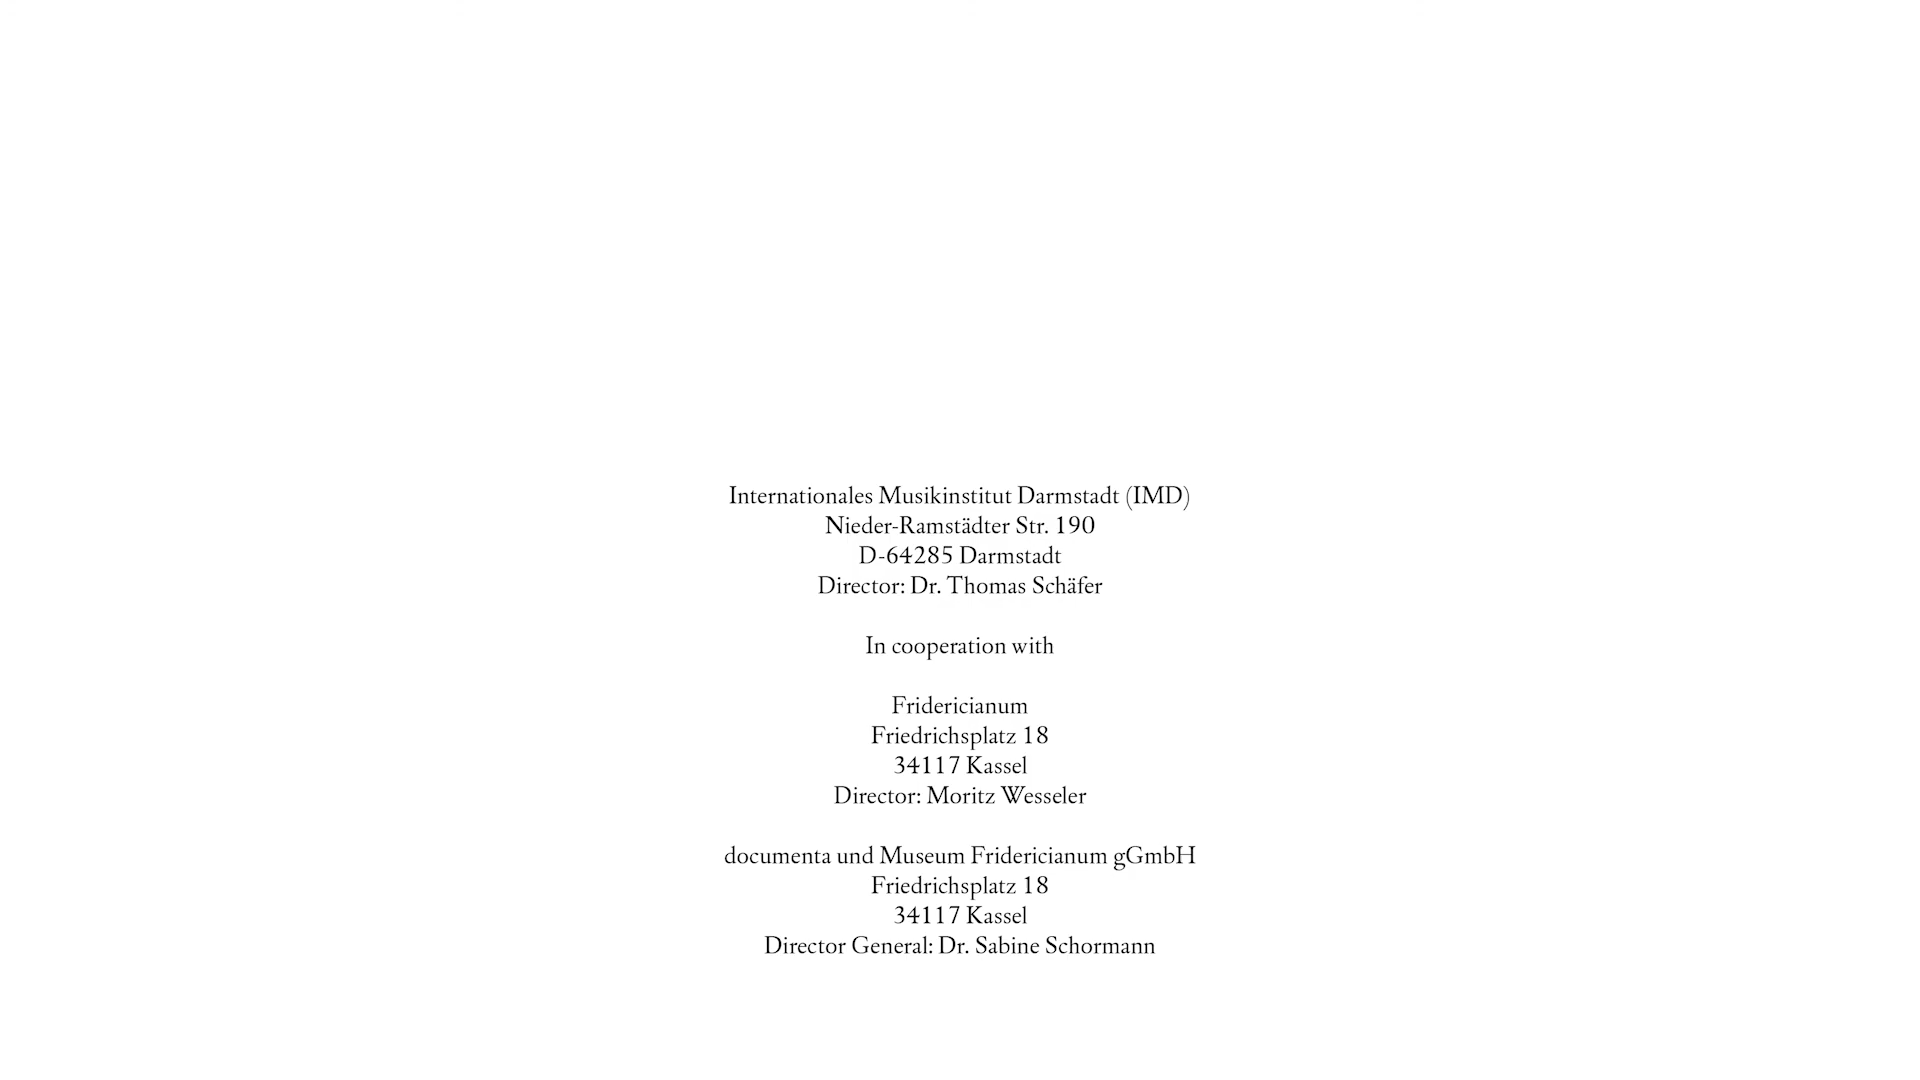 Internationales Musikinstitut Darmstadt (IMD)
Nieder-Ramstädter Str. 190
D-64285 Darmstadt
Director: Dr. Thomas Schäfer
In cooperation with
Fridericianum
Friedrichsplatz 18
34117 Kassel
Director: Moritz Wesseler
documenta und Museum Fridericianum gGmbH
Friedrichsplatz 18
34117 Kassel
Director General: Dr. Sabine Schormann